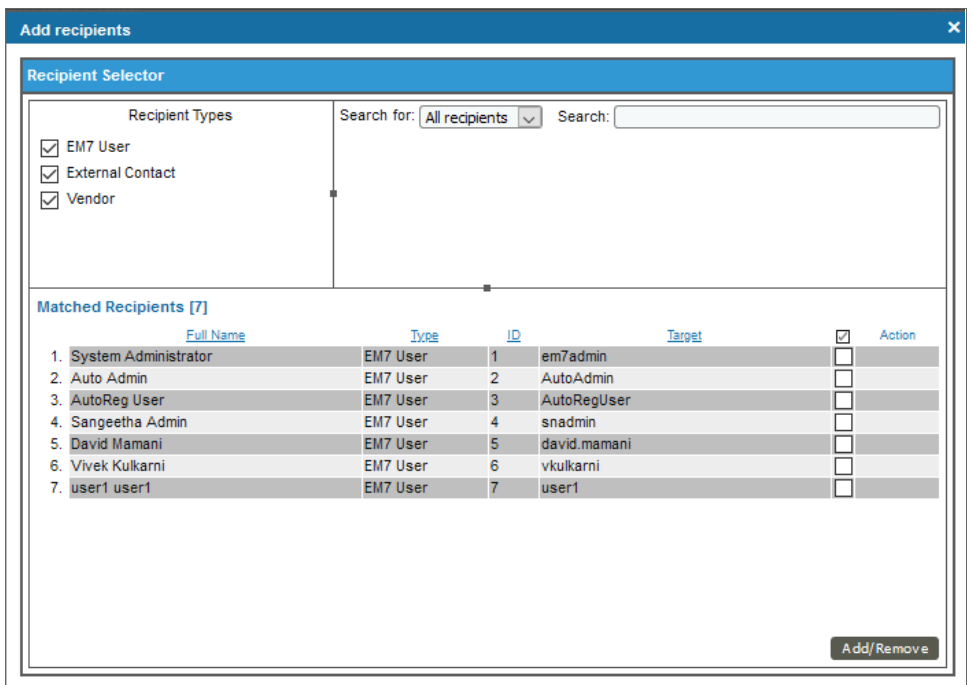 Add recipients
Recipient Selector
Recipient Types
EM7 User
External Contact
Vendor
Search for: All recipients Search:
Matched Recipients [7]
Full Name Type ID Target Action
1. System Administrator EM7 User 1 em7admin
2. Auto Admin EM7 User 2 AutoAdmin
3. AutoReg User EM7 User 3 AutoRegUser
4. Sangeetha Admin EM7 User 4 snadmin
5. David Mamani EM7 User 5 david.mamani
6. Vivek Kulkarni EM7 User 6 vkulkarni
7. user1 user1 EM7 User 7 user1
Add/Remove